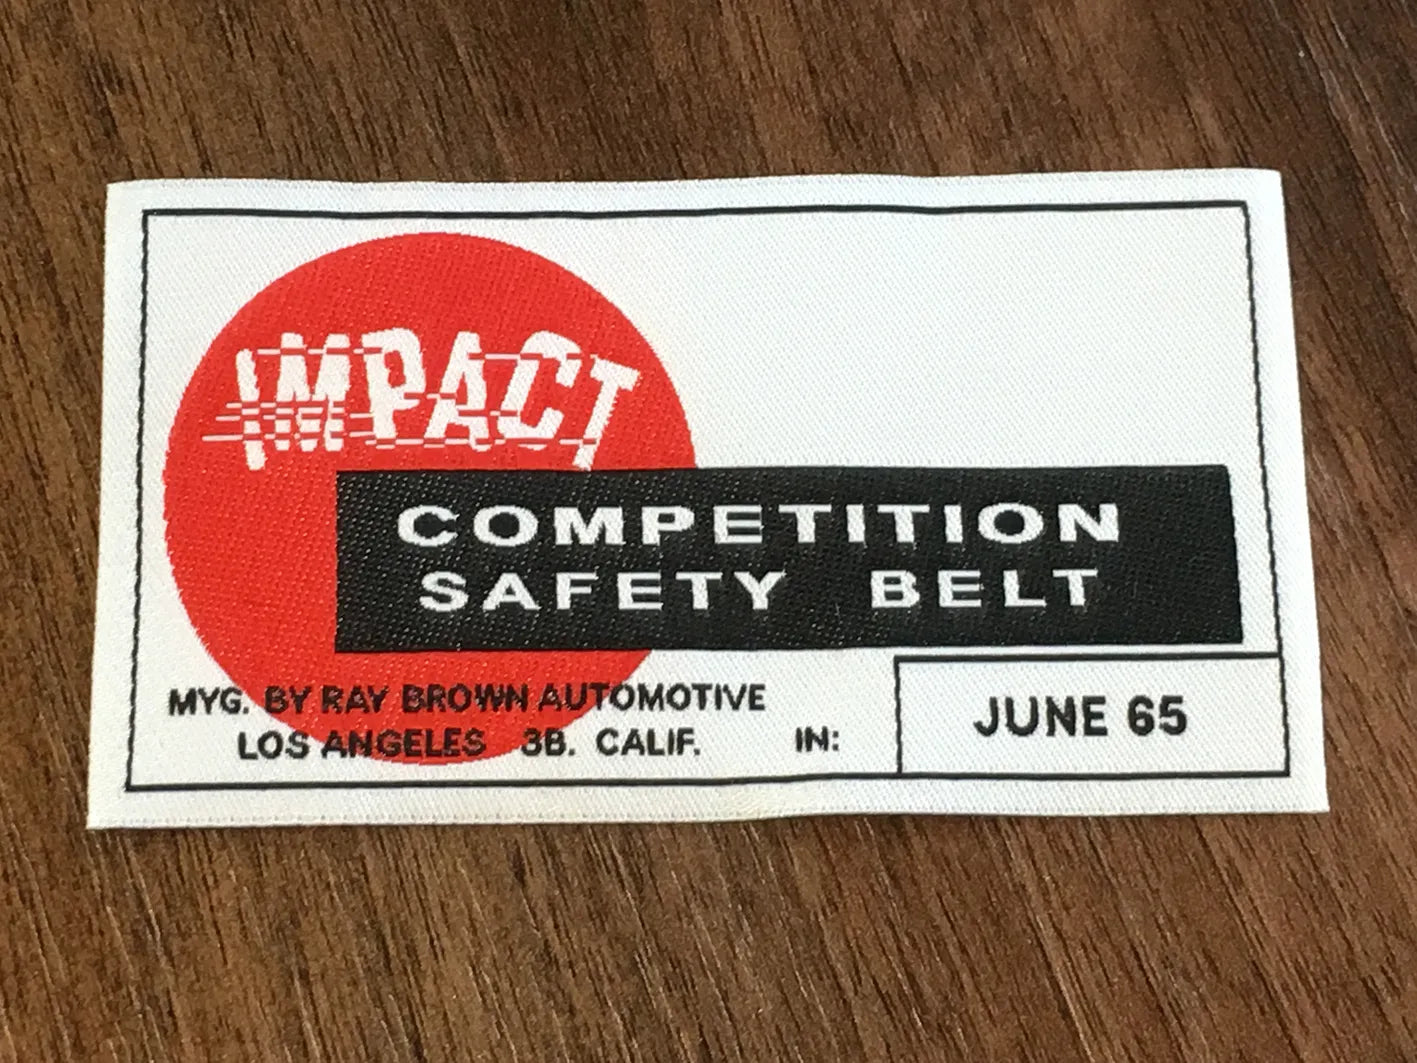 IMPACT
COMPETITION
SAFETY BELT
MYG. BY RAY BROWN AUTOMOTIVE
LOS ANGELES 3B. CALIF. IN:
JUNE 65